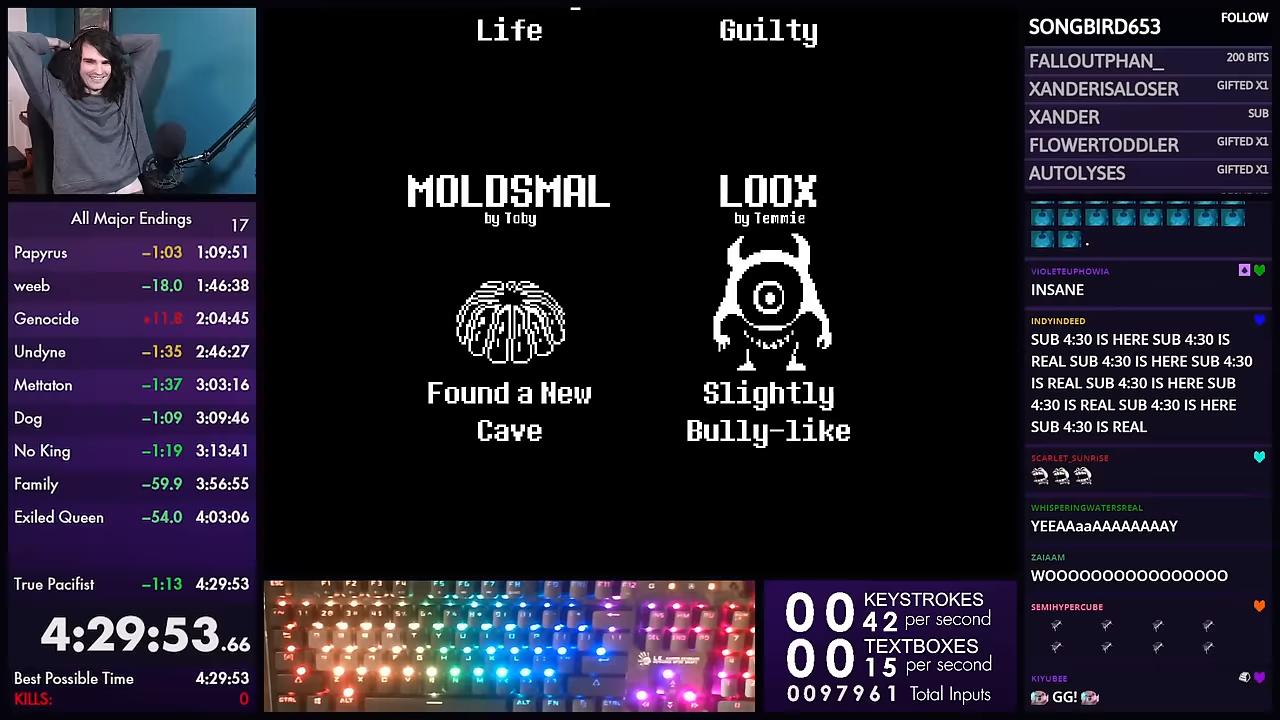 Life
Guilty
MOLDSMAL
by Toby
Found a New
Cave
LOOX
by Temmie
Slightly
Bully-like
All Major Endings 17
Papyrus −1:03 1:09:51
weeb −18.0 1:46:38
Genocide +11.8 2:04:45
Undyne −1:35 2:46:27
Mettaton −1:37 3:03:16
Dog −1:09 3:09:46
No King −1:19 3:13:41
Family −59.9 3:56:55
Exiled Queen −54.0 4:03:06
True Pacifist −1:13 4:29:53
4:29:53.66
Best Possible Time 4:29:53
KILLS: 0
00.42 KEYSTROKES
per second
00.15 TEXTBOXES
per second
0097961 Total Inputs
SONGBIRD653 FOLLOW
FALLOUTPHAN_ 200 BITS
XANDERISALOSER GIFTED X1
XANDER SUB
FLOWERTODDLER GIFTED X1
AUTOLYSES GIFTED X1
.
VIOLETEUPHOWIA
INSANE
INDYINDEED
SUB 4:30 IS HERE SUB 4:30 IS
REAL SUB 4:30 IS HERE SUB 4:30
IS REAL SUB 4:30 IS HERE SUB
4:30 IS REAL SUB 4:30 IS HERE
SUB 4:30 IS REAL
SCARLET_SUNRISE
WHISPERINGWATERSREAL
YEEAAaaAAAAAAAAY
ZAIAAM
WOOOOOOOOOOOOOOOO
SEMIHYPERCUBE
KIYUBEE
GG!